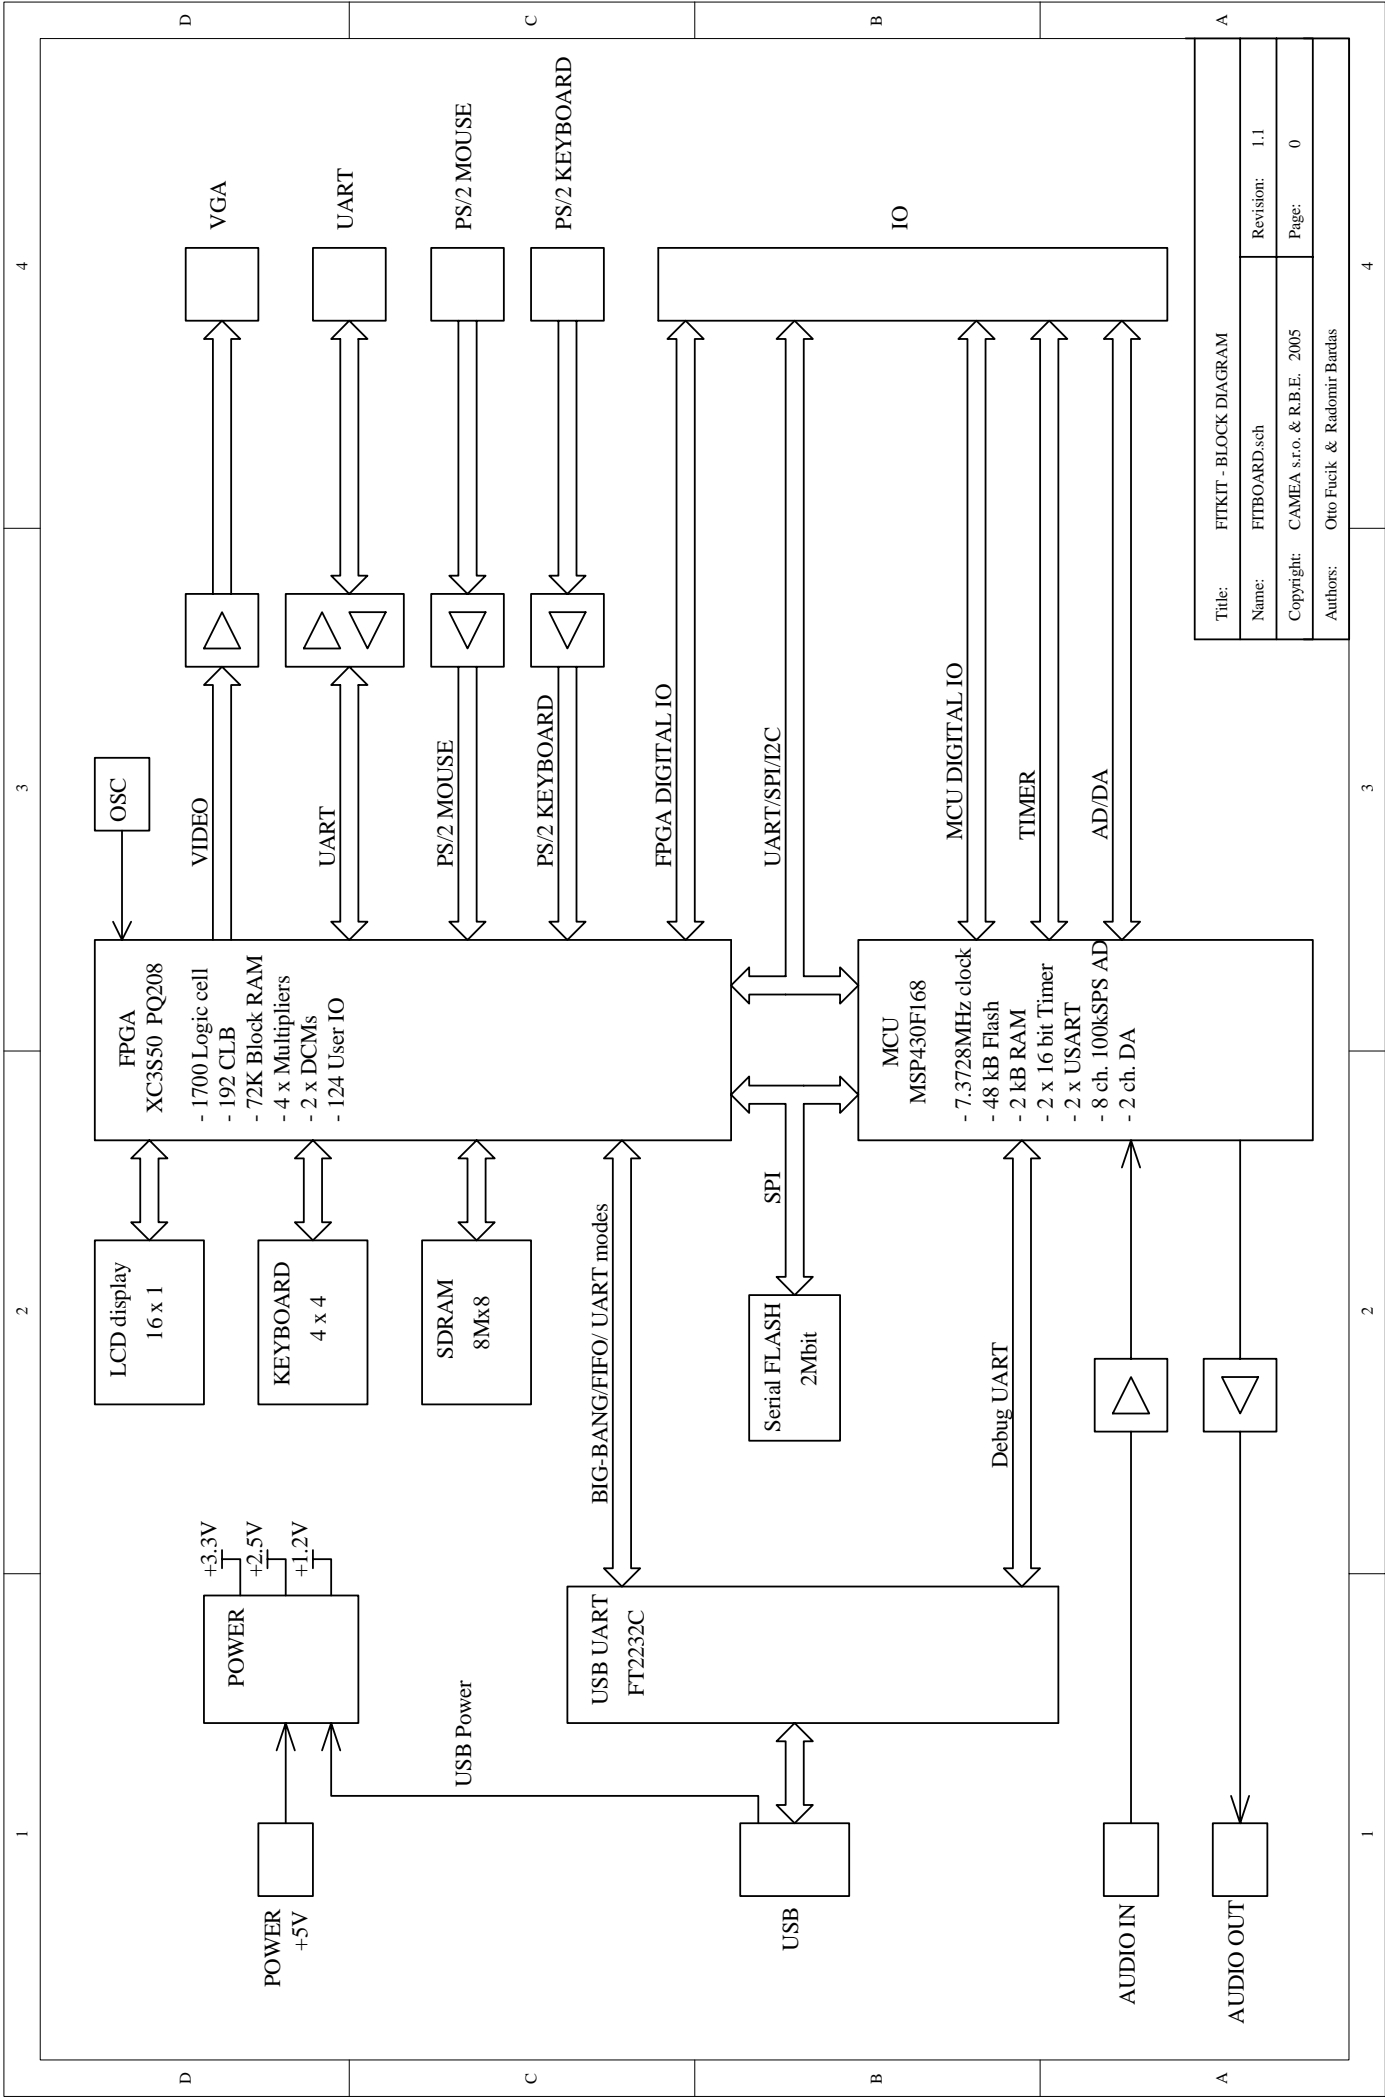 1
2
3
4
D
C
B
A
POWER
+5V
POWER
+3.3V
+2.5V
+1.2V
USB Power
USB
USB UART
FT2232C
LCD display
16 x 1
KEYBOARD
4 x 4
SDRAM
8Mx8
BIG-BANG/FIFO/ UART modes
Serial FLASH
2Mbit
SPI
Debug UART
AUDIO IN
AUDIO OUT
FPGA
XC3S50 PQ208
- 1700 Logic cell
- 192 CLB
- 72K Block RAM
- 4 x Multipliers
- 2 x DCMs
- 124 User IO
MCU
MSP430F168
- 7.3728MHz clock
- 48 kB Flash
- 2 kB RAM
- 2 x 16 bit Timer
- 2 x USART
- 8 ch. 100kSPS AD
- 2 ch. DA
OSC
VIDEO
UART
PS/2 MOUSE
PS/2 KEYBOARD
FPGA DIGITAL IO
UART/SPI/I2C
MCU DIGITAL IO
TIMER
AD/DA
VGA
UART
PS/2 MOUSE
PS/2 KEYBOARD
IO
Title: FITKIT - BLOCK DIAGRAM
Name: FITBOARD.sch Revision: 1.1
Copyright: CAMEA s.r.o. & R.B.E. 2005 Page: 0
Authors: Otto Fucik & Radomir Bardas
D
C
B
A
1
2
3
4